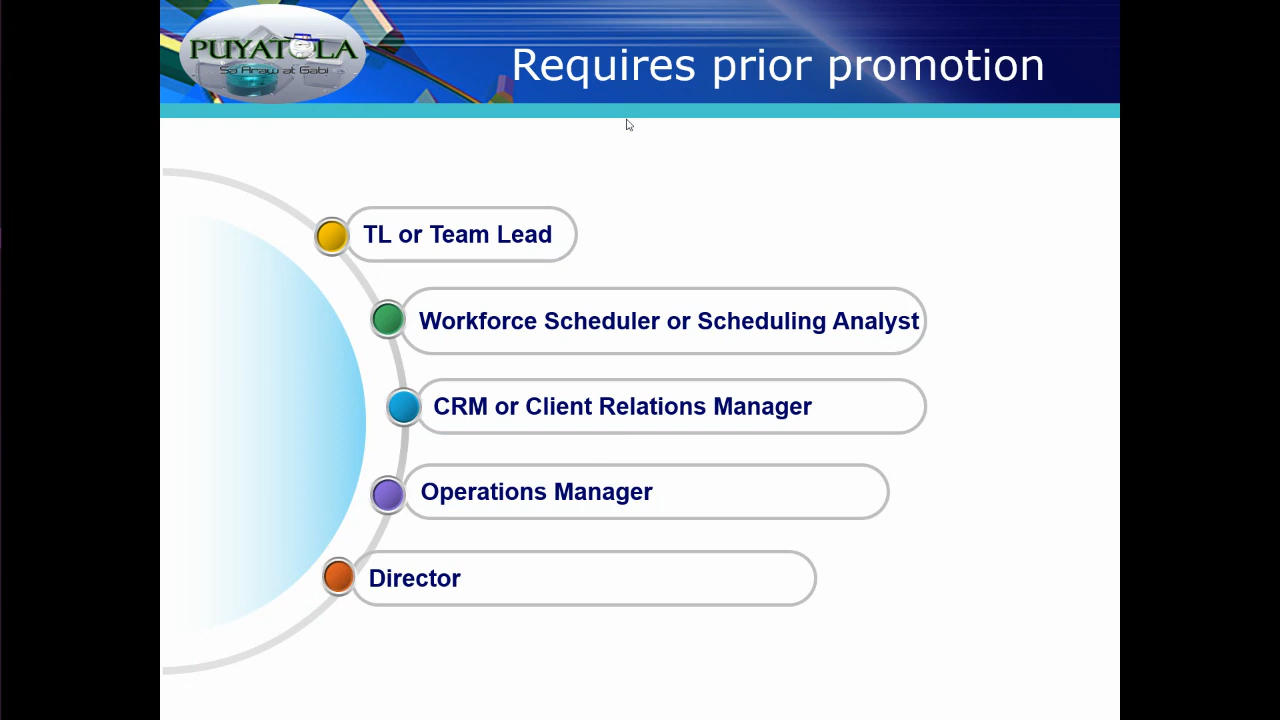 PUYATOLA
Sa Araw at Gabi
Requires prior promotion
TL or Team Lead
Workforce Scheduler or Scheduling Analyst
CRM or Client Relations Manager
Operations Manager
Director